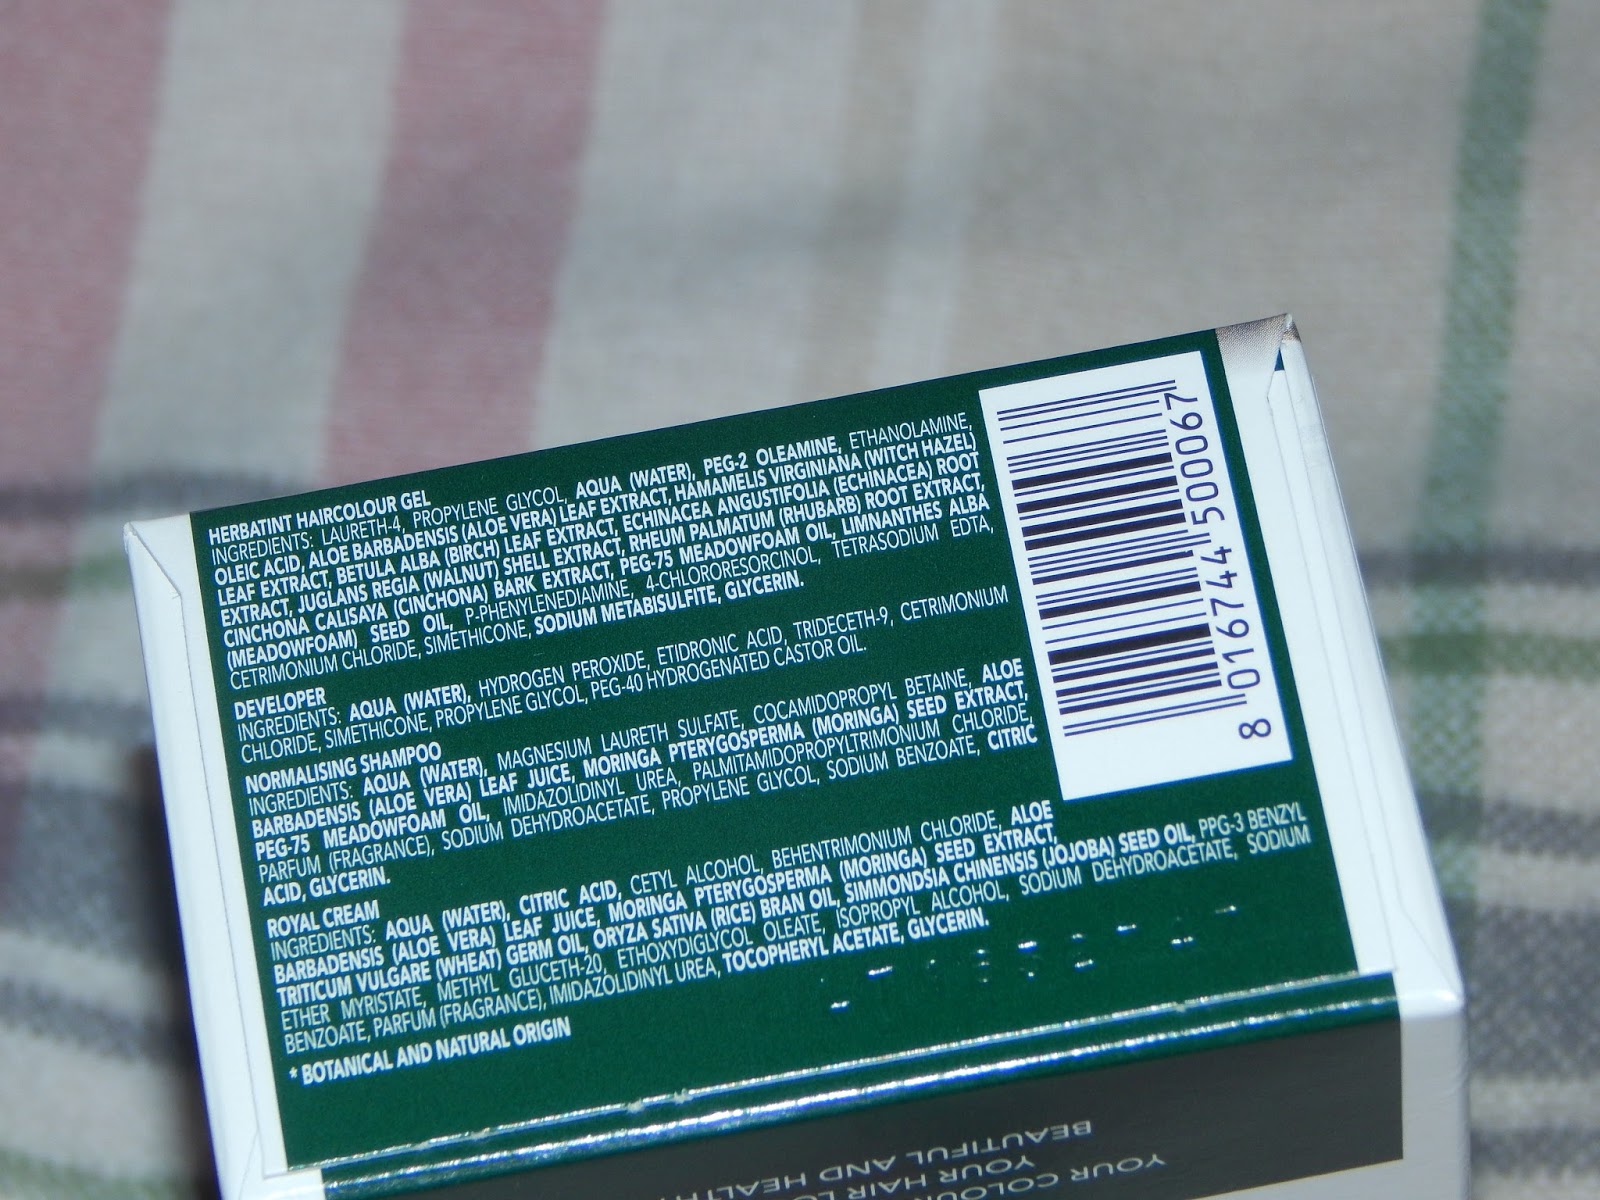 HERBATINT HAIRCOLOUR GEL
INGREDIENTS: LAURETH-4, PROPYLENE GLYCOL, AQUA (WATER), PEG-2 OLEAMINE, ETHANOLAMINE,
OLEIC ACID, ALOE BARBADENSIS (ALOE VERA) LEAF EXTRACT, HAMAMELIS VIRGINIANA (WITCH HAZEL)
LEAF EXTRACT, BETULA ALBA (BIRCH) LEAF EXTRACT, ECHINACEA ANGUSTIFOLIA (ECHINACEA) ROOT
EXTRACT, JUGLANS REGIA (WALNUT) SHELL EXTRACT, RHEUM PALMATUM (RHUBARB) ROOT EXTRACT,
CINCHONA CALISAYA (CINCHONA) BARK EXTRACT, PEG-75 MEADOWFOAM OIL, LIMNANTHES ALBA
(MEADOWFOAM) SEED OIL, P-PHENYLENEDIAMINE, 4-CHLORORESORCINOL, TETRASODIUM EDTA,
CETRIMONIUM CHLORIDE, SIMETHICONE, SODIUM METABISULFITE, GLYCERIN.
DEVELOPER
INGREDIENTS: AQUA (WATER), HYDROGEN PEROXIDE, ETIDRONIC ACID, TRIDECETH-9, CETRIMONIUM
CHLORIDE, SIMETHICONE, PROPYLENE GLYCOL, PEG-40 HYDROGENATED CASTOR OIL.
NORMALISING SHAMPOO
INGREDIENTS: AQUA (WATER), MAGNESIUM LAURETH SULFATE, COCAMIDOPROPYL BETAINE, ALOE
BARBADENSIS (ALOE VERA) LEAF JUICE, MORINGA PTERYGOSPERMA (MORINGA) SEED EXTRACT,
PEG-75 MEADOWFOAM OIL, IMIDAZOLIDINYL UREA, PALMITAMIDOPROPYLTRIMONIUM CHLORIDE,
PARFUM (FRAGRANCE), SODIUM DEHYDROACETATE, PROPYLENE GLYCOL, SODIUM BENZOATE, CITRIC
ACID, GLYCERIN.
ROYAL CREAM
INGREDIENTS: AQUA (WATER), CITRIC ACID, CETYL ALCOHOL, BEHENTRIMONIUM CHLORIDE, ALOE
BARBADENSIS (ALOE VERA) LEAF JUICE, MORINGA PTERYGOSPERMA (MORINGA) SEED EXTRACT,
TRITICUM VULGARE (WHEAT) GERM OIL, ORYZA SATIVA (RICE) BRAN OIL, SIMMONDSIA CHINENSIS (JOJOBA) SEED OIL, PPG-3 BENZYL
ETHER MYRISTATE, METHYL GLUCETH-20, ETHOXYDIGLYCOL OLEATE, ISOPROPYL ALCOHOL, SODIUM DEHYDROACETATE, SODIUM
BENZOATE, PARFUM (FRAGRANCE), IMIDAZOLIDINYL UREA, TOCOPHERYL ACETATE, GLYCERIN.
* BOTANICAL AND NATURAL ORIGIN
8 016744 500067
BEAUTIFUL AND
YOUR HAIR
YOUR